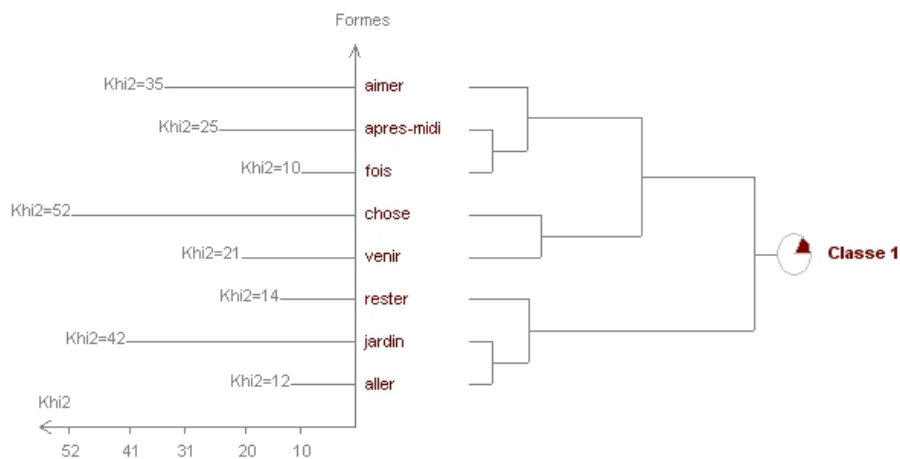 Formes
Khi2=35 aimer
Khi2=25 apres-midi
Khi2=10 fois
Khi2=52 chose
Khi2=21 venir
Classe 1
Khi2=14 rester
Khi2=42 jardin
Khi2=12 aller
Khi2
52 41 31 20 10